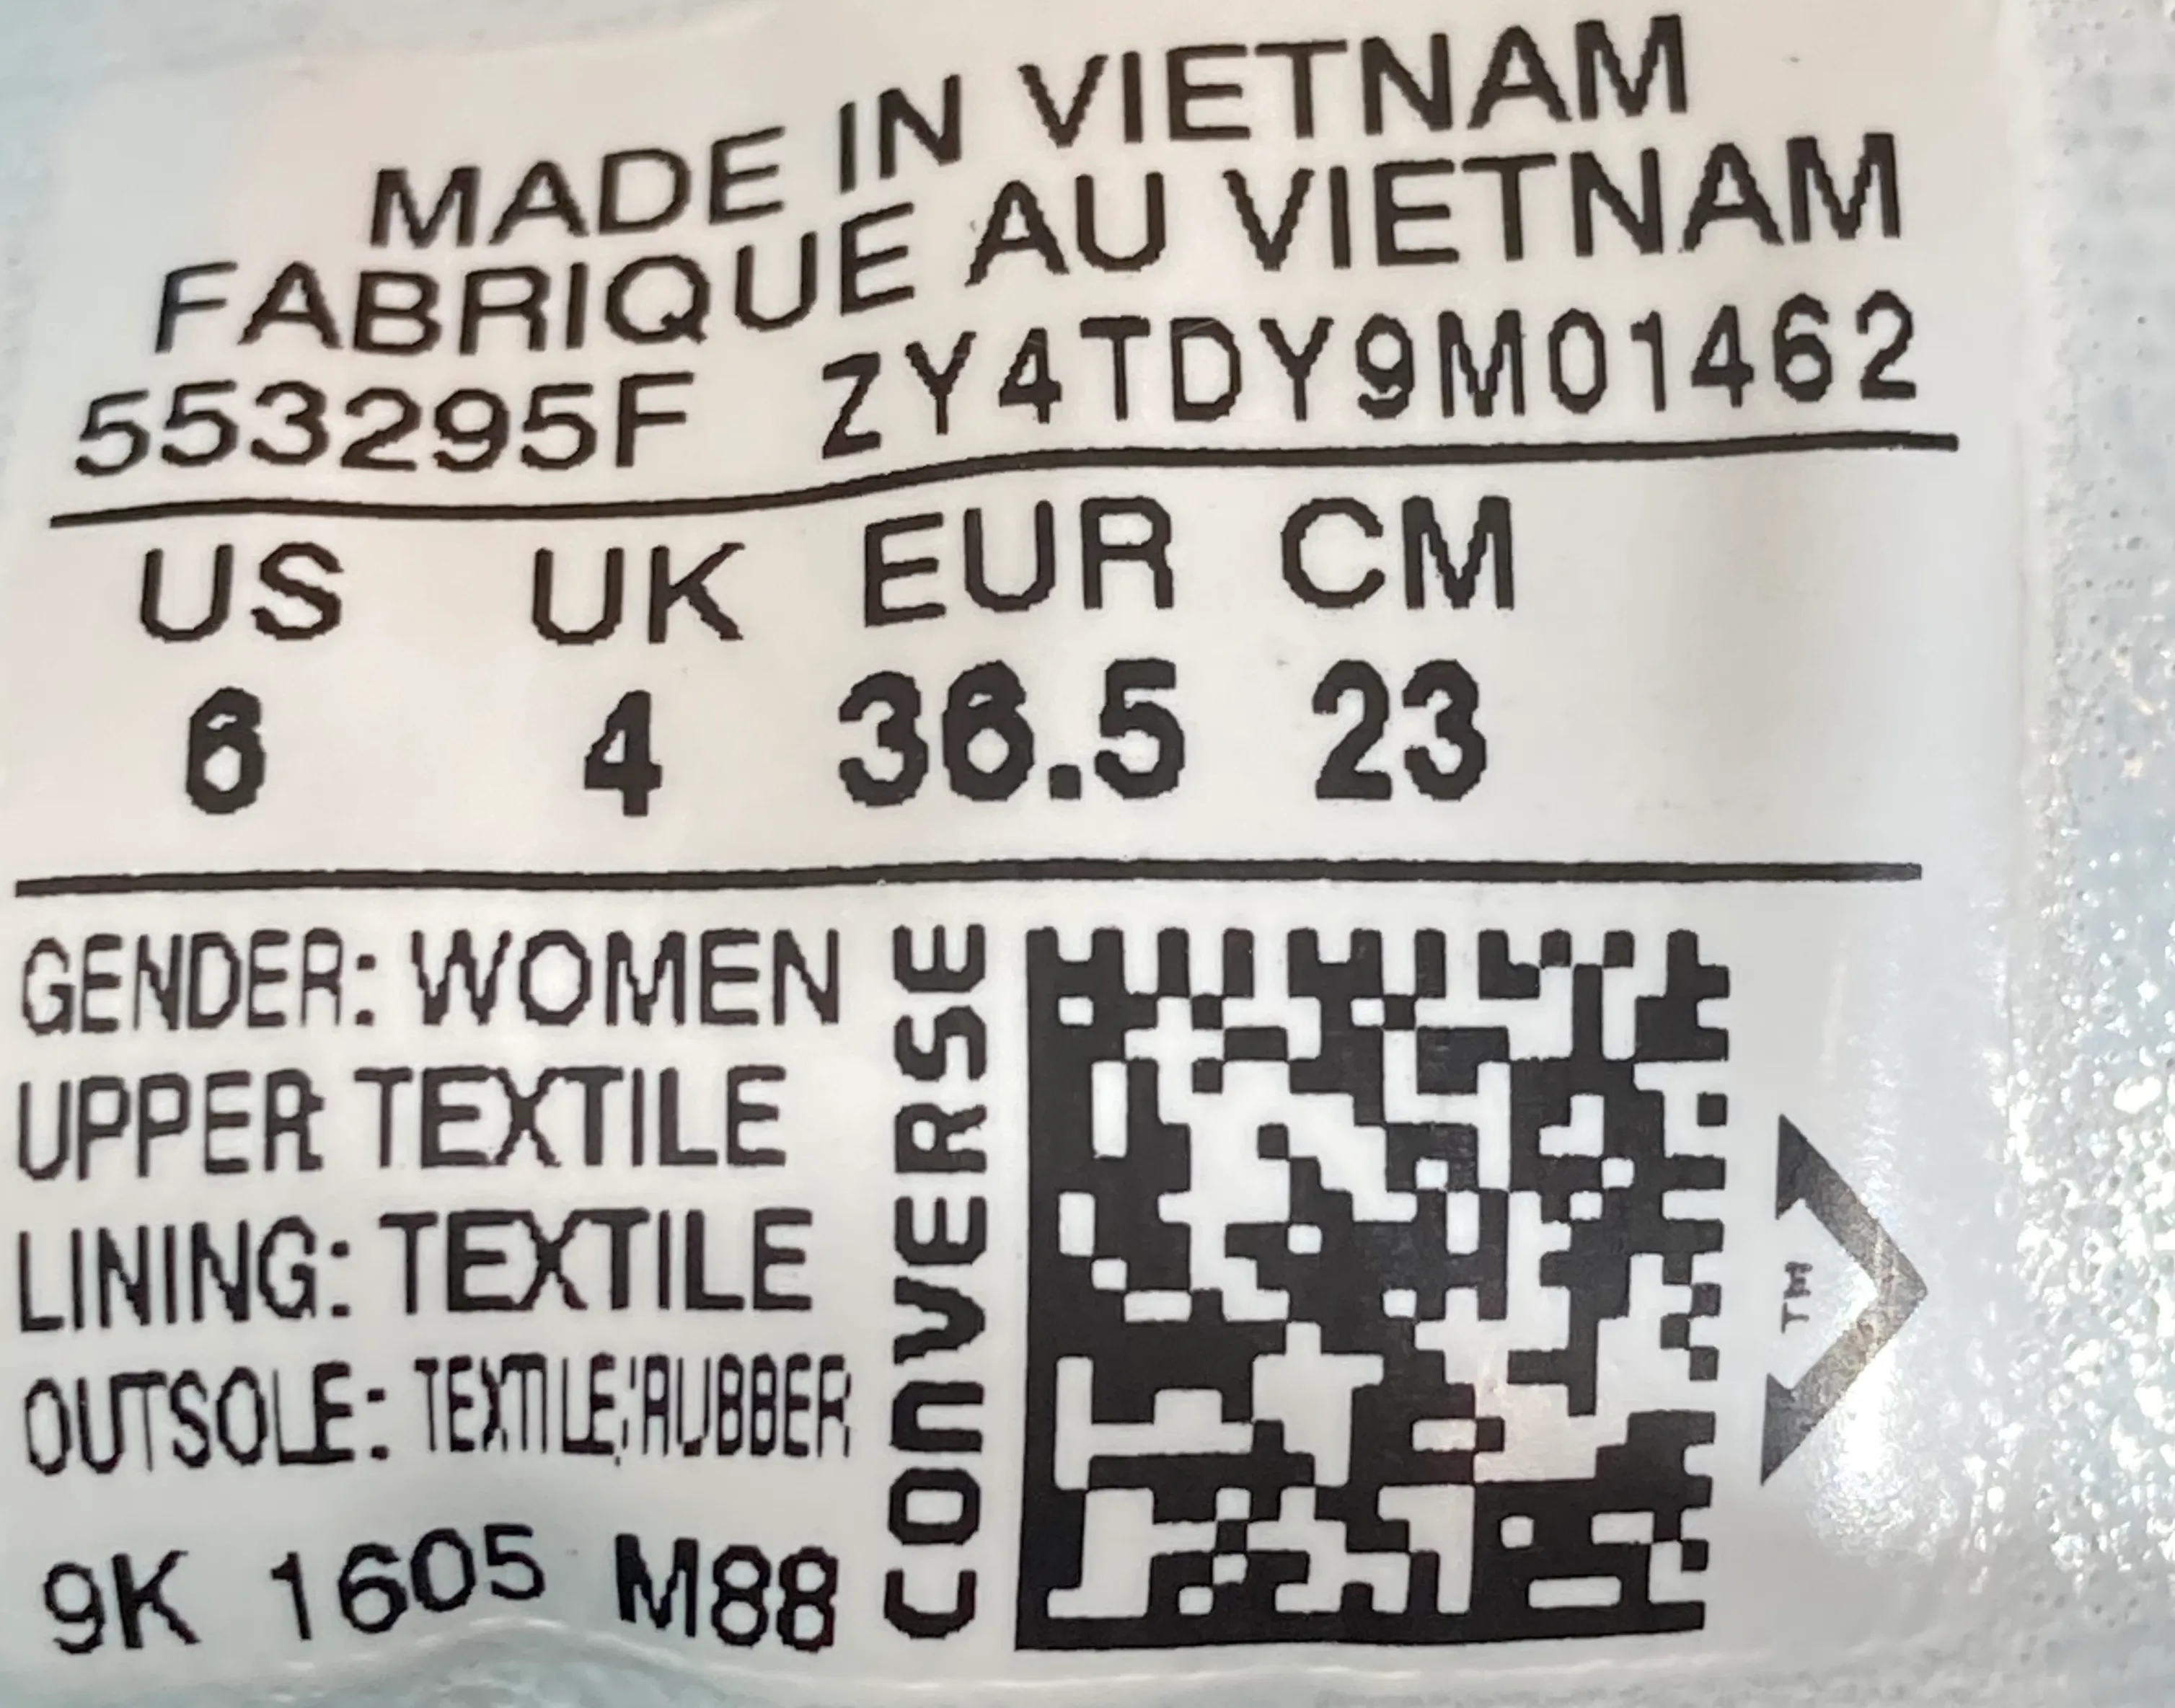 MADE IN VIETNAM
FABRIQUE AU VIETNAM
553295F ZY4TDY9M01462
US UK EUR CM
6 4 36.5 23
GENDER: WOMEN
UPPER TEXTILE
LINING: TEXTILE
OUTSOLE: TEXTILE/RUBBER
9K 1605 M88
CONVERSE
TM